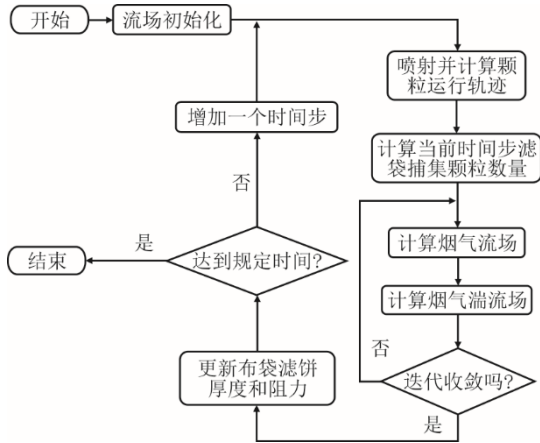 开始
流场初始化
喷射并计算颗
粒运行轨迹
增加一个时间步
计算当前时间步滤
袋捕集颗粒数量
否
是
计算烟气流场
结束
达到规定时间?
计算烟气湍流场
否
更新布袋滤饼
厚度和阻力
迭代收敛吗?
是